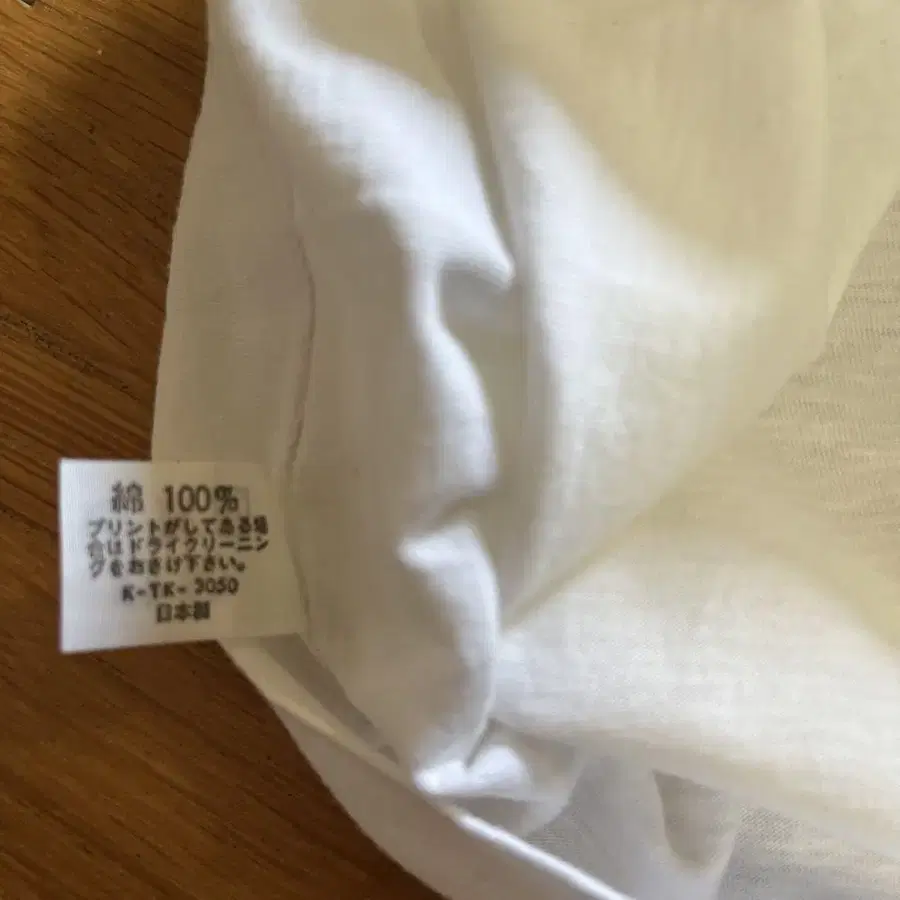 綿 100%
プリントがしてある場
合はドライクリーニン
グをおさけ下さい。
K-TK-3050
日本製